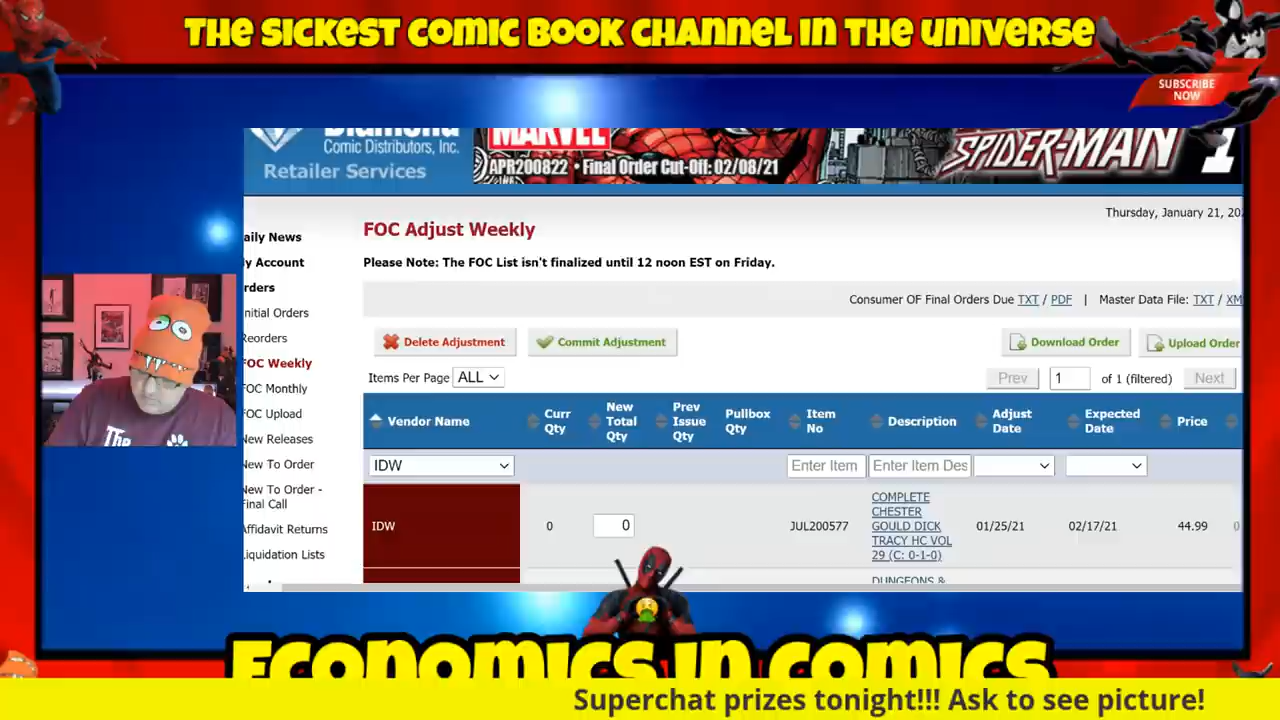 THE SICKEST COMIC BOOK CHANNEL IN THE UNIVERSE
SUBSCRIBE
NOW
Diamond
Comic Distributors, Inc.
Retailer Services
MARVEL
APR200822 • Final Order Cut-Off: 02/08/21
SPIDER-MAN 1
Thursday, January 21, 202
FOC Adjust Weekly
Please Note: The FOC List isn't finalized until 12 noon EST on Friday.
Consumer OF Final Orders Due TXT / PDF | Master Data File: TXT / XM
aily News
y Account
rders
nitial Orders
Reorders
FOC Weekly
FOC Monthly
FOC Upload
New Releases
New To Order
New To Order -
Final Call
Affidavit Returns
Liquidation Lists
Delete Adjustment
Commit Adjustment
Download Order
Upload Order
Items Per Page ALL
Prev 1 of 1 (filtered) Next
Vendor Name
Curr
Qty
New
Total
Qty
Prev
Issue
Qty
Pullbox
Qty
Item
No
Description
Adjust
Date
Expected
Date
Price
IDW
Enter Item
Enter Item Des
IDW
0
0
JUL200577
COMPLETE
CHESTER
GOULD DICK
TRACY HC VOL
29 (C: 0-1-0)
01/25/21
02/17/21
44.99
0
DUNGEONS &
The
ECONOMICS IN COMICS
Superchat prizes tonight!!! Ask to see picture!